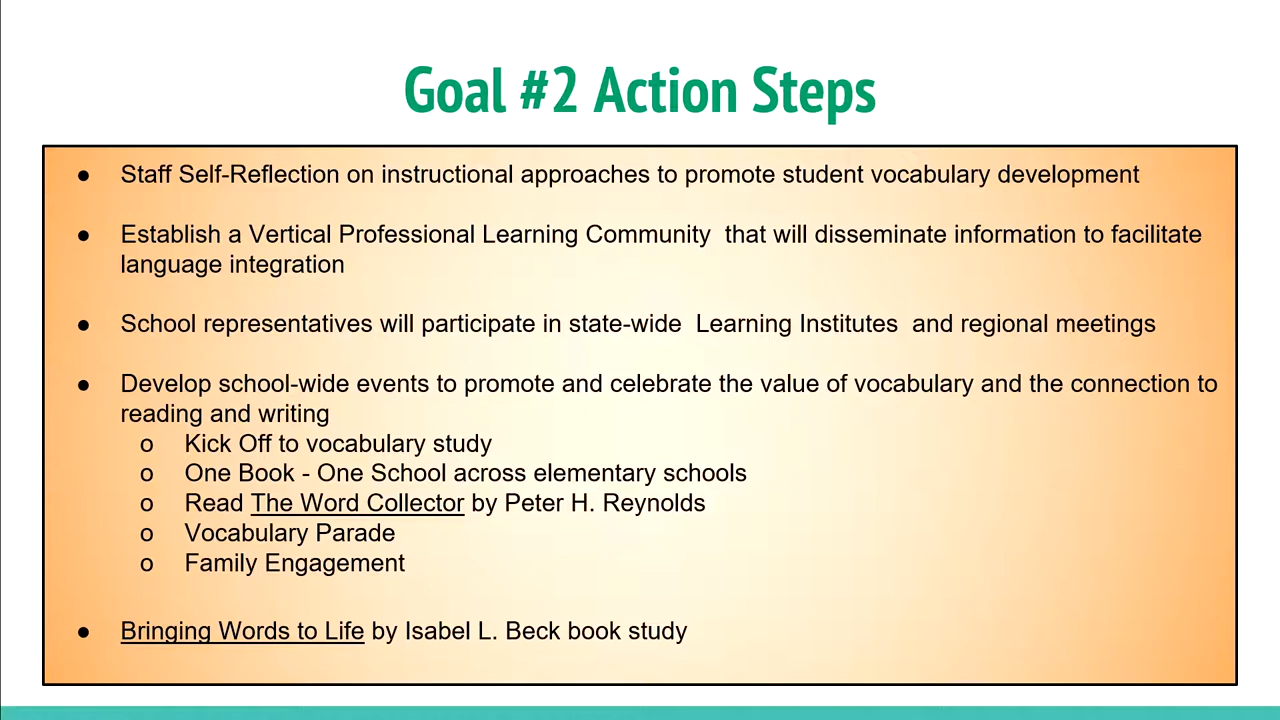 Goal #2 Action Steps
● Staff Self-Reflection on instructional approaches to promote student vocabulary development
● Establish a Vertical Professional Learning Community  that will disseminate information to facilitate
language integration
● School representatives will participate in state-wide  Learning Institutes  and regional meetings
● Develop school-wide events to promote and celebrate the value of vocabulary and the connection to
reading and writing
o Kick Off to vocabulary study
o One Book - One School across elementary schools
o Read The Word Collector by Peter H. Reynolds
o Vocabulary Parade
o Family Engagement
● Bringing Words to Life by Isabel L. Beck book study